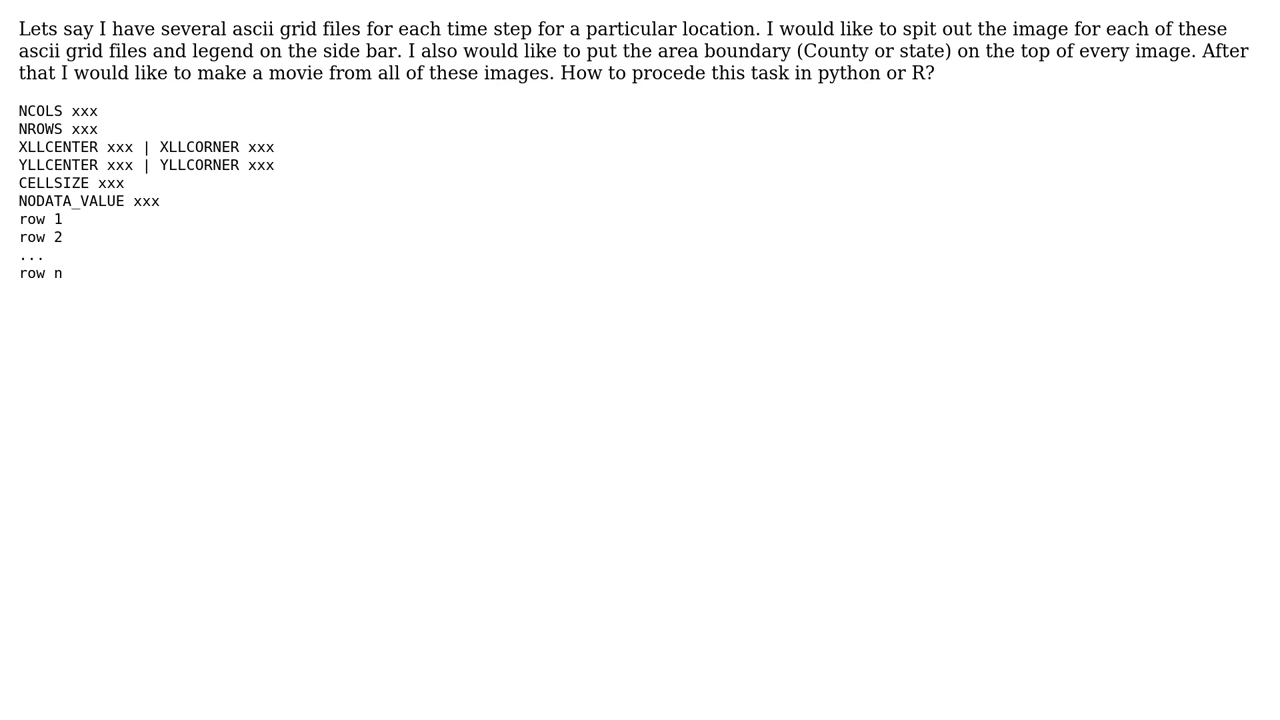 Lets say I have several ascii grid files for each time step for a particular location. I would like to spit out the image for each of these
ascii grid files and legend on the side bar. I also would like to put the area boundary (County or state) on the top of every image. After
that I would like to make a movie from all of these images. How to procede this task in python or R?
NCOLS xxx
NROWS xxx
XLLCENTER xxx | XLLCORNER xxx
YLLCENTER xxx | YLLCORNER xxx
CELLSIZE xxx
NODATA_VALUE xxx
row 1
row 2
...
row n